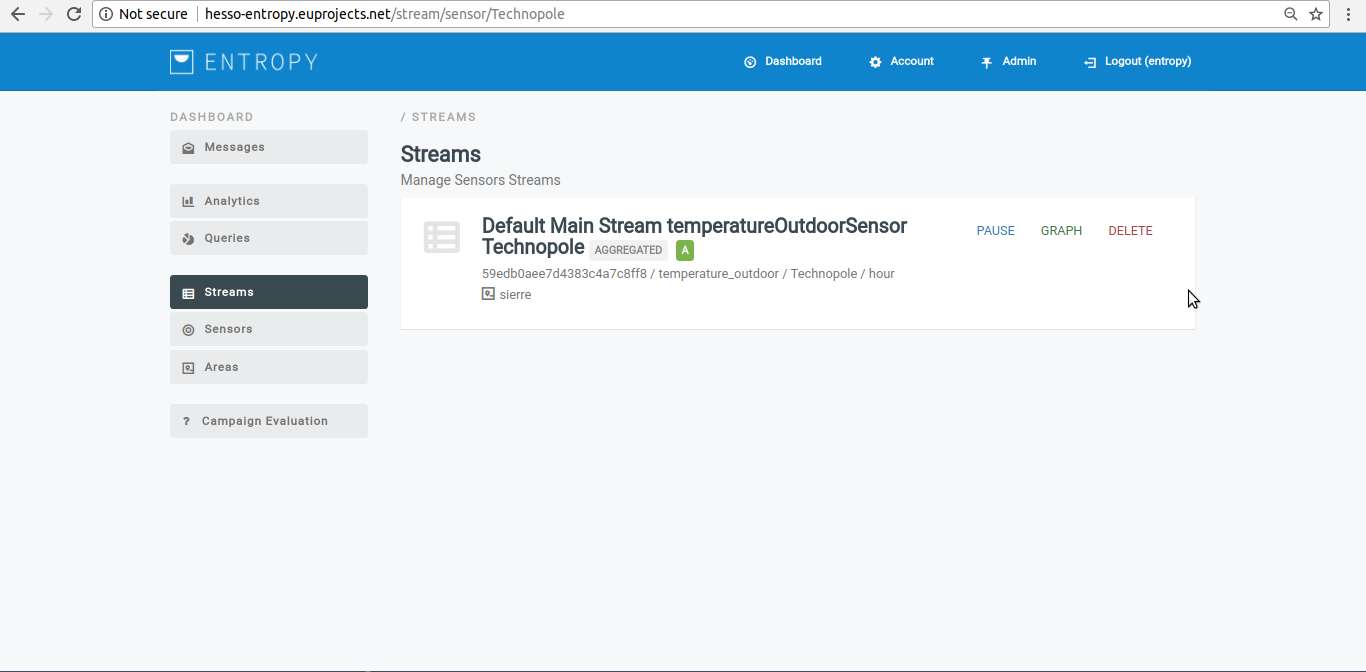 Not secure hesso-entropy.euprojects.net/stream/sensor/Technopole
ENTROPY Dashboard Account Admin Logout (entropy)
DASHBOARD
Messages
Analytics
Queries
Streams
Sensors
Areas
? Campaign Evaluation
/ STREAMS
Streams
Manage Sensors Streams
Default Main Stream temperatureOutdoorSensor
Technopole AGGREGATED A
59edb0aee7d4383c4a7c8ff8 / temperature_outdoor / Technopole / hour
sierre
PAUSE GRAPH DELETE